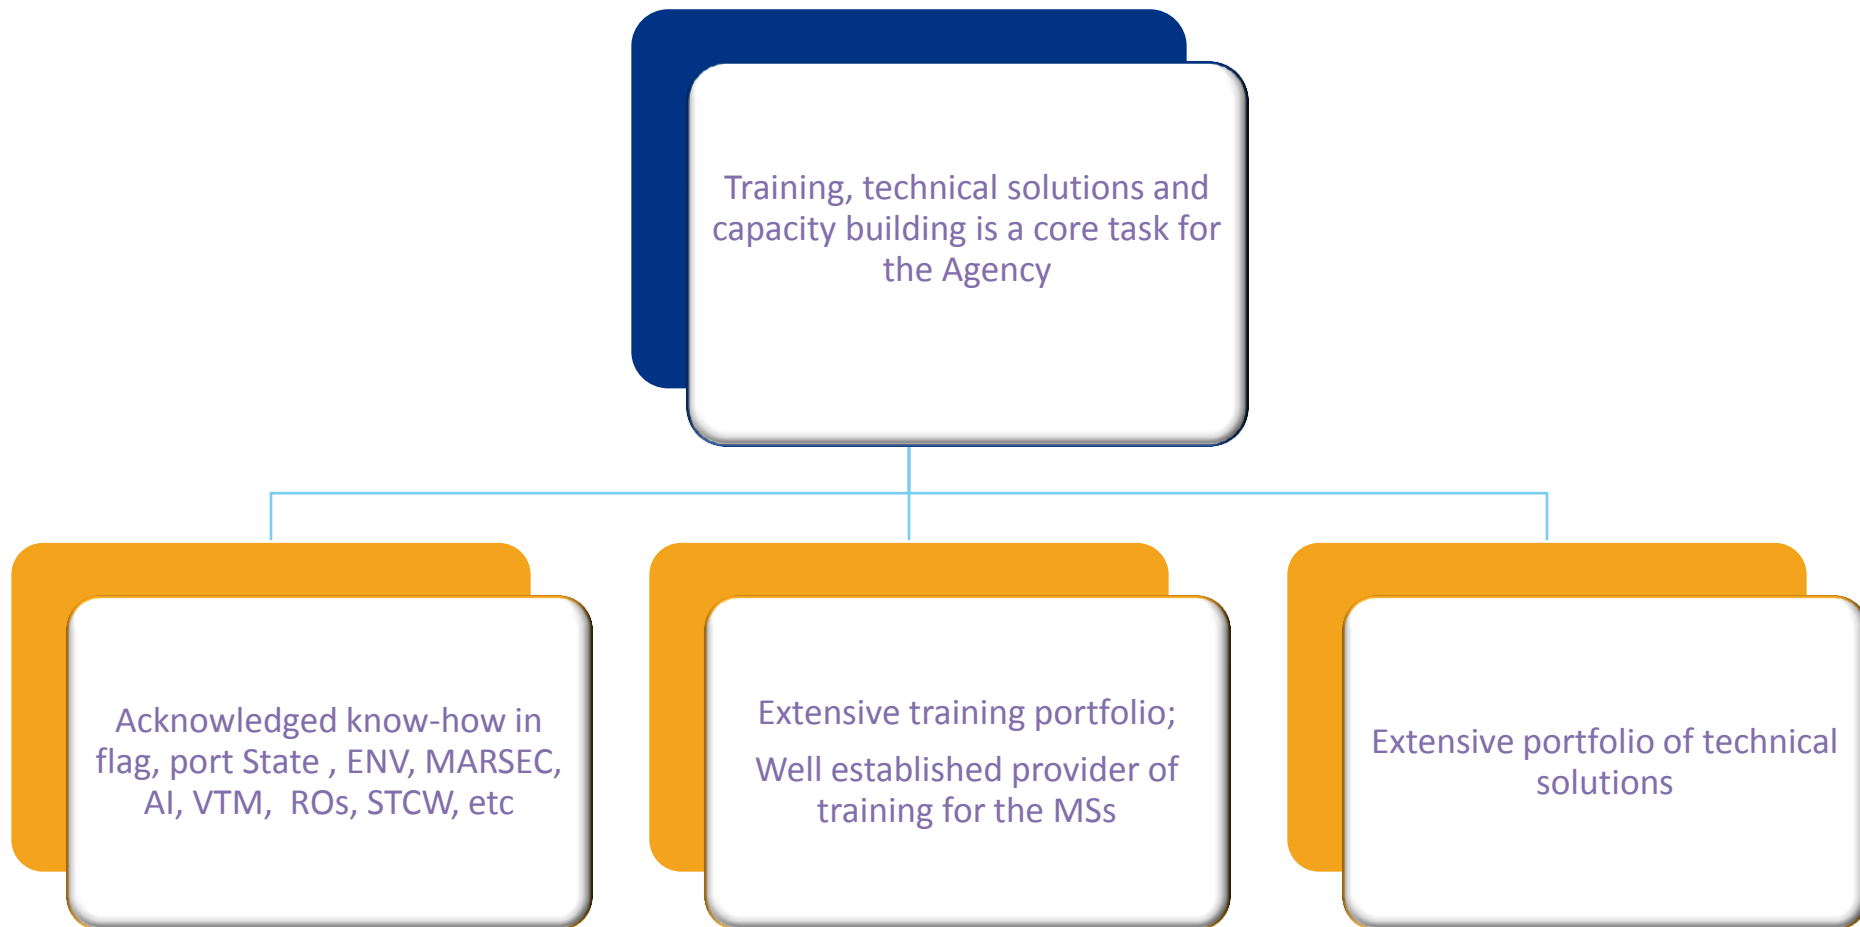 Training, technical solutions and
capacity building is a core task for
the Agency
Acknowledged know-how in
flag, port State , ENV, MARSEC,
AI, VTM,  ROs, STCW, etc
Extensive training portfolio;
Well established provider of
training for the MSs
Extensive portfolio of technical
solutions